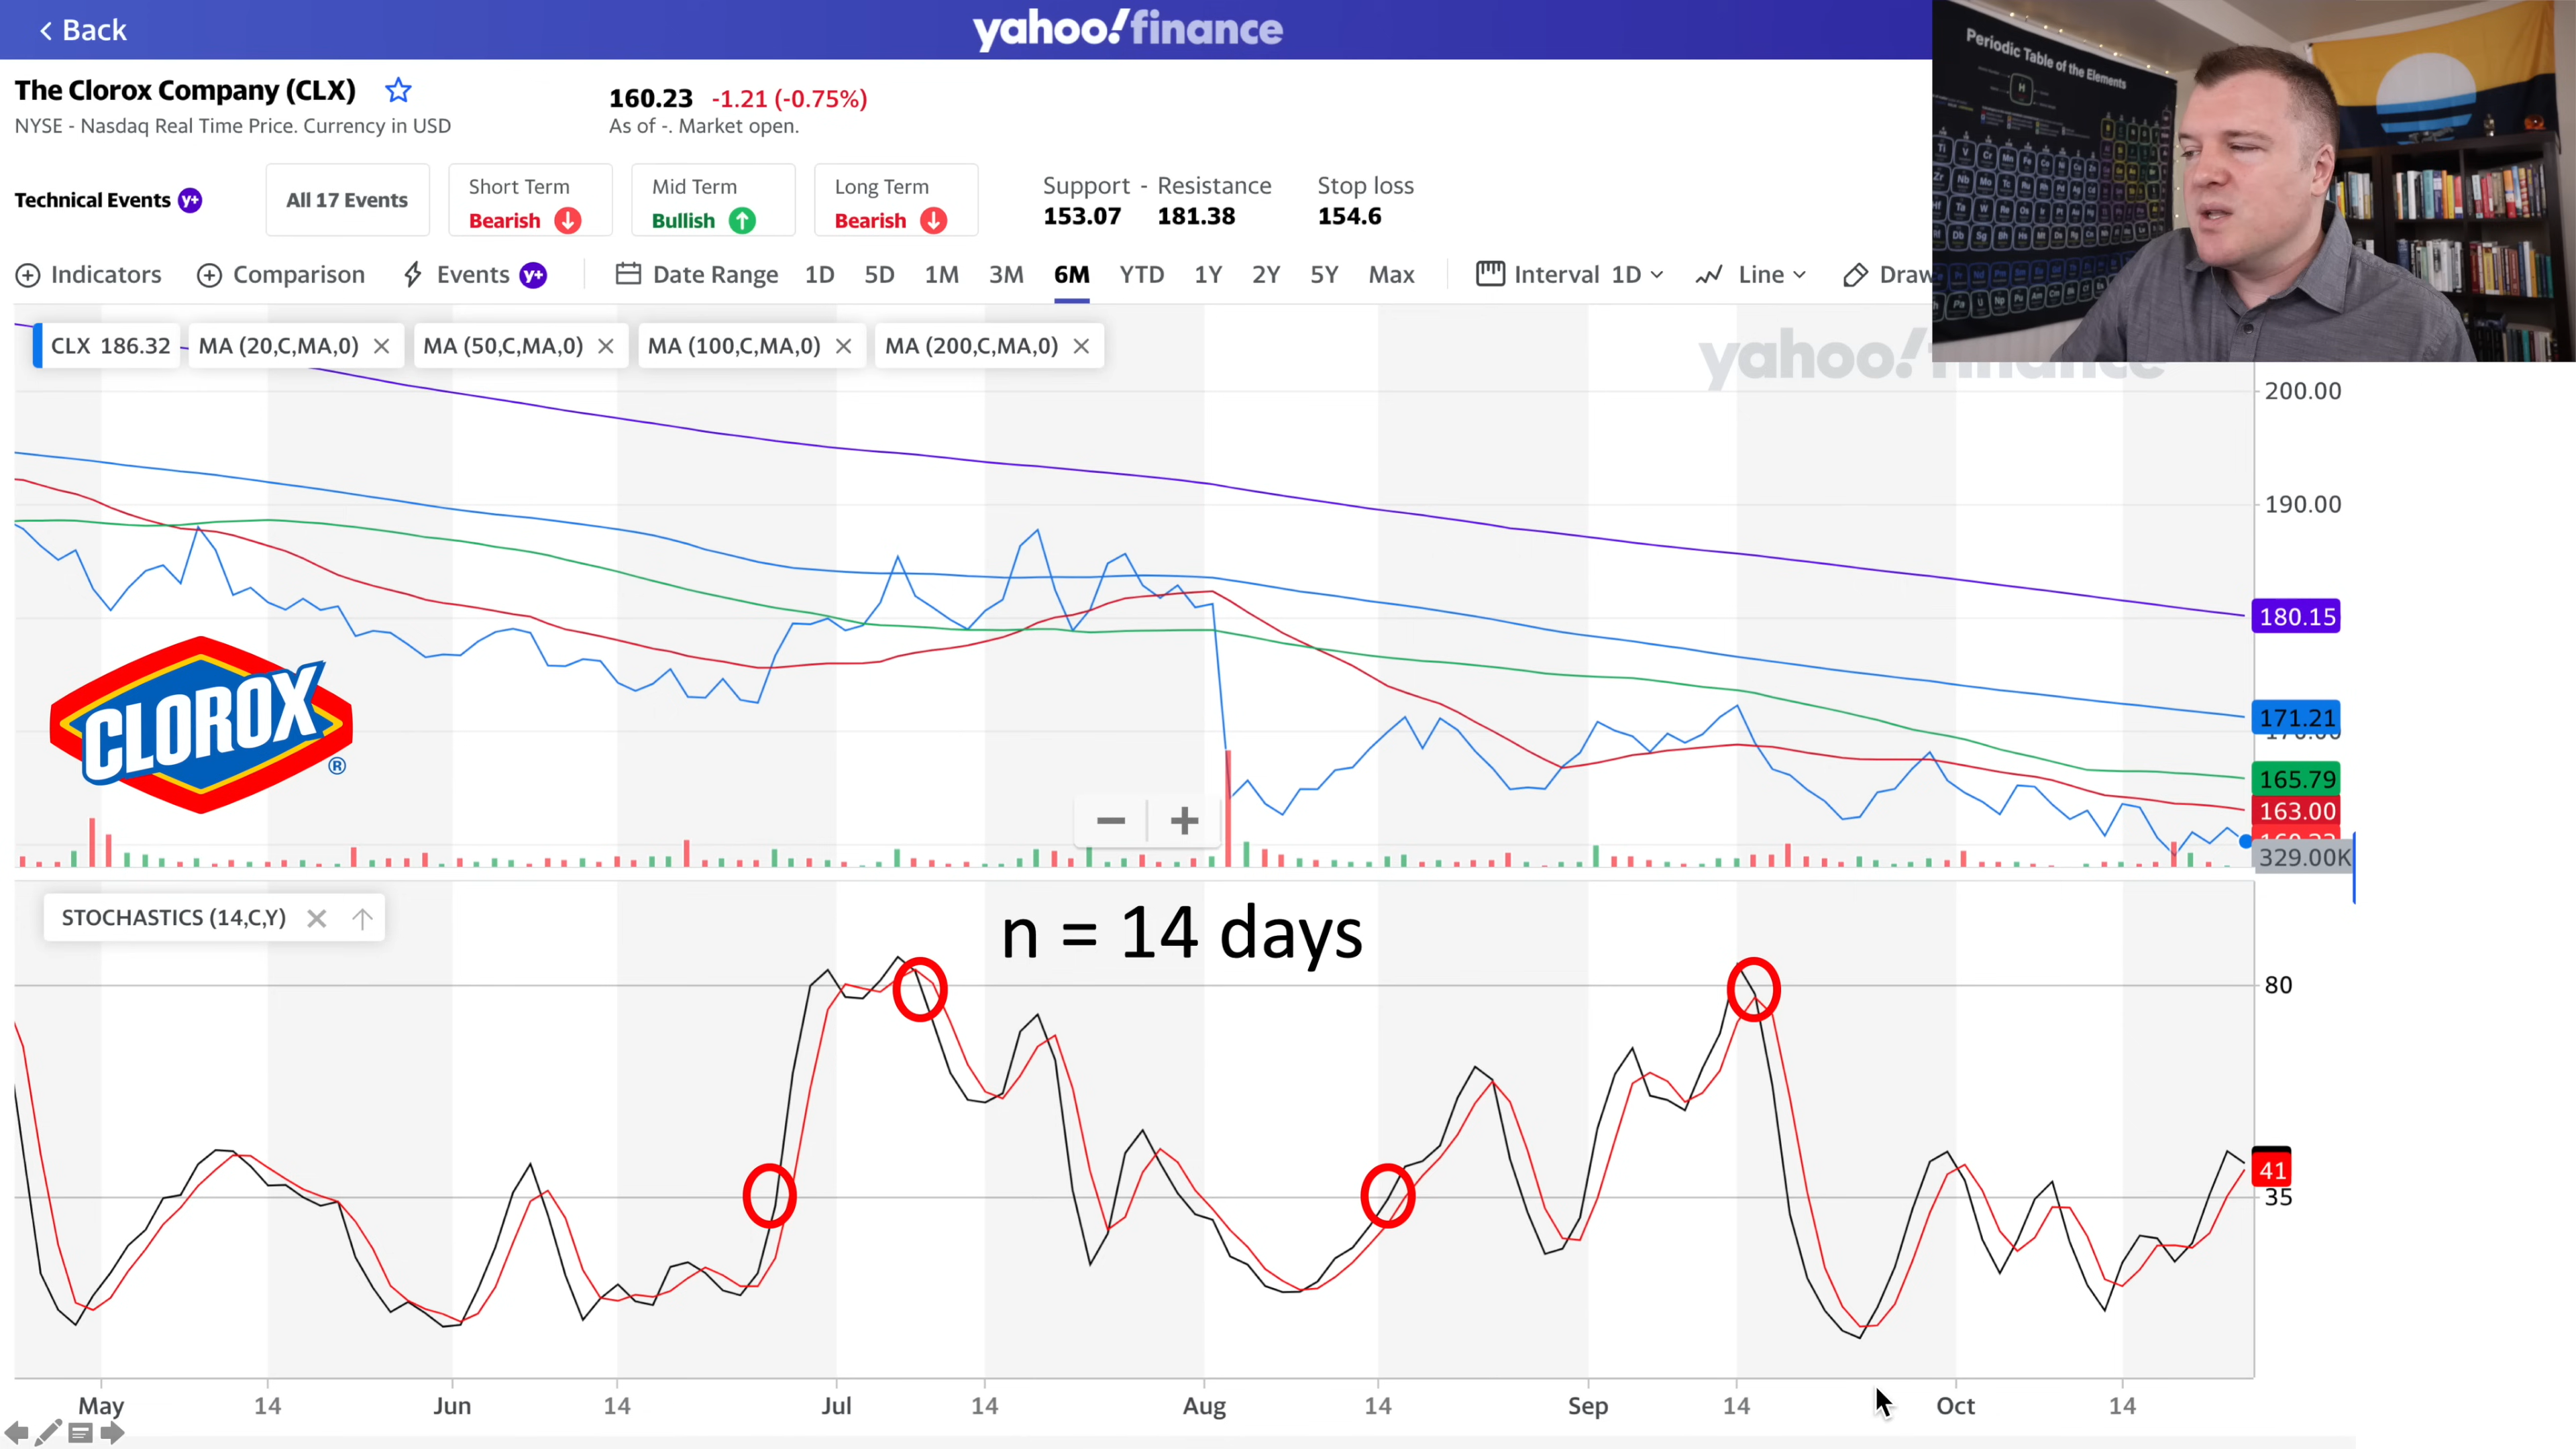 Back
yahoo!finance
The Clorox Company (CLX)
NYSE - Nasdaq Real Time Price. Currency in USD
160.23 -1.21 (-0.75%)
As of -. Market open.
Technical Events y+
All 17 Events
Short Term
Bearish
Mid Term
Bullish
Long Term
Bearish
Support - Resistance
153.07 181.38
Stop loss
154.6
Indicators Comparison Events y+ Date Range 1D 5D 1M 3M 6M YTD 1Y 2Y 5Y Max Interval 1D Line Draw
Periodic Table of the Elements
CLX 186.32 MA (20,C,MA,0) MA (50,C,MA,0) MA (100,C,MA,0) MA (200,C,MA,0)
yahoo!finance
200.00
190.00
180.15
171.21
170.00
165.79
163.00
160.23
329.00K
CLOROX®
STOCHASTICS (14,C,Y)
n = 14 days
80
41
35
May 14 Jun 14 Jul 14 Aug 14 Sep 14 Oct 14